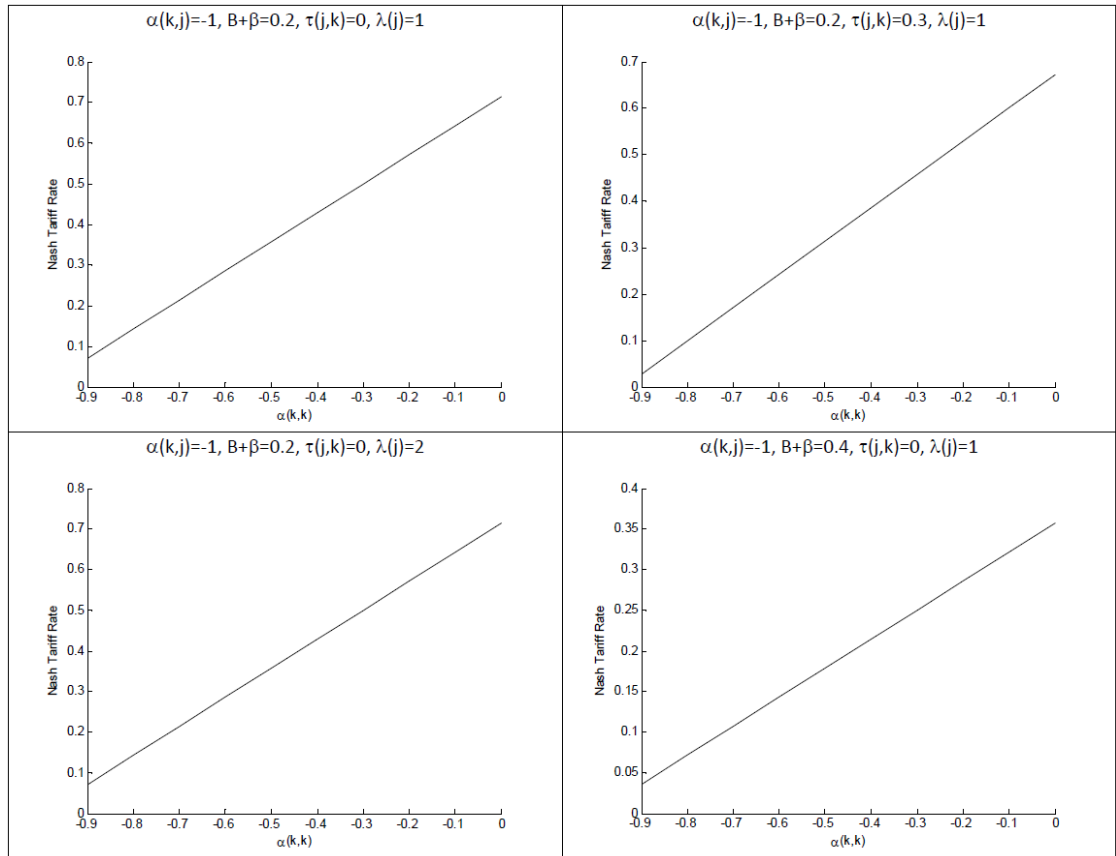 α(k,j)=-1, B+β=0.2, τ(j,k)=0, λ(j)=1
0.8
0.7
0.6
0.5
0.4
0.3
0.2
0.1
0
Nash Tariff Rate
-0.9 -0.8 -0.7 -0.6 -0.5 -0.4 -0.3 -0.2 -0.1 0
α(k,k)
α(k,j)=-1, B+β=0.2, τ(j,k)=0.3, λ(j)=1
0.7
0.6
0.5
0.4
0.3
0.2
0.1
0
Nash Tariff Rate
-0.9 -0.8 -0.7 -0.6 -0.5 -0.4 -0.3 -0.2 -0.1 0
α(k,k)
α(k,j)=-1, B+β=0.2, τ(j,k)=0, λ(j)=2
0.8
0.7
0.6
0.5
0.4
0.3
0.2
0.1
0
Nash Tariff Rate
-0.9 -0.8 -0.7 -0.6 -0.5 -0.4 -0.3 -0.2 -0.1 0
α(k,k)
α(k,j)=-1, B+β=0.4, τ(j,k)=0, λ(j)=1
0.4
0.35
0.3
0.25
0.2
0.15
0.1
0.05
0
Nash Tariff Rate
-0.9 -0.8 -0.7 -0.6 -0.5 -0.4 -0.3 -0.2 -0.1 0
α(k,k)